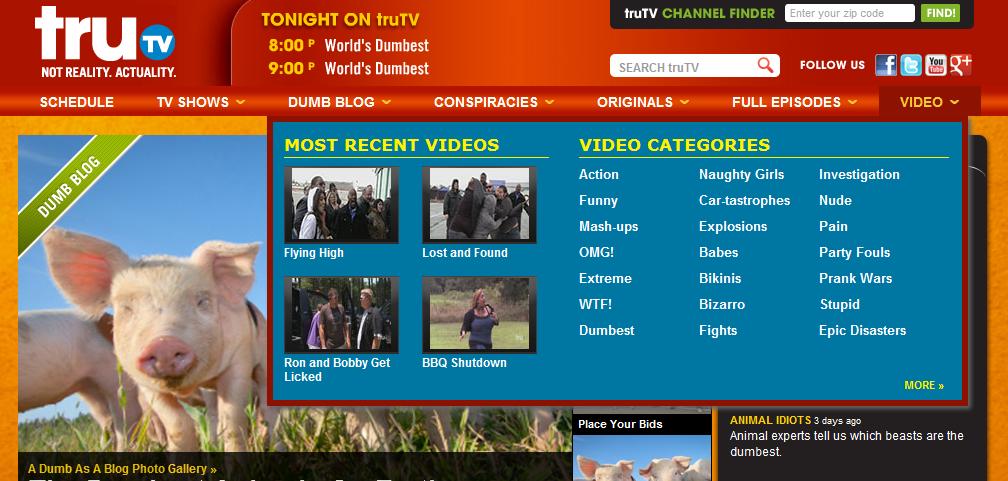 tru
TV
NOT REALITY. ACTUALITY.
TONIGHT ON truTV
8:00 P World's Dumbest
9:00 P World's Dumbest
truTV CHANNEL FINDER
Enter your zip code
FIND!
SEARCH truTV
FOLLOW US
f
t
You Tube
g+
SCHEDULE
TV SHOWS
DUMB BLOG
CONSPIRACIES
ORIGINALS
FULL EPISODES
VIDEO
DUMB BLOG
MOST RECENT VIDEOS
Flying High
Lost and Found
Ron and Bobby Get
Licked
BBQ Shutdown
VIDEO CATEGORIES
Action
Funny
Mash-ups
OMG!
Extreme
WTF!
Dumbest
Naughty Girls
Car-tastrophes
Explosions
Babes
Bikinis
Bizarro
Fights
Investigation
Nude
Pain
Party Fouls
Prank Wars
Stupid
Epic Disasters
MORE »
A Dumb As A Blog Photo Gallery »
Place Your Bids
ANIMAL IDIOTS 3 days ago
Animal experts tell us which beasts are the
dumbest.